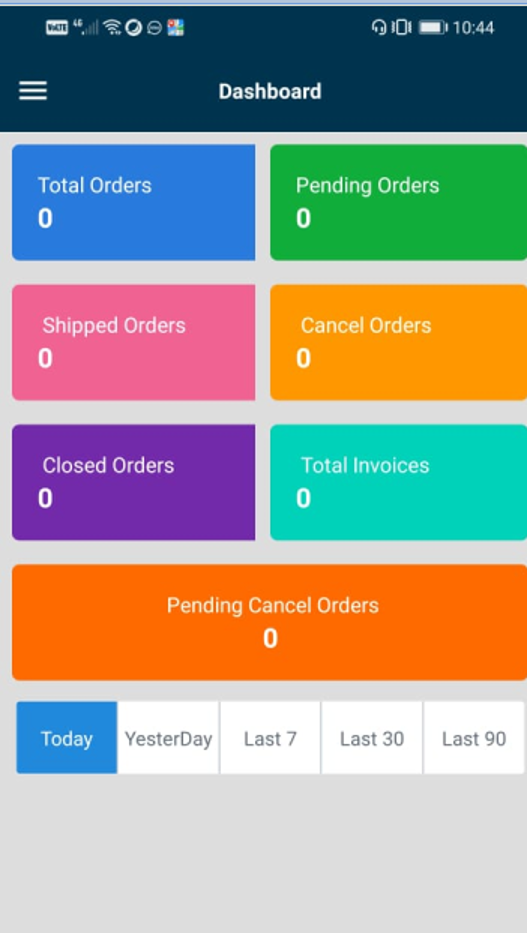 VoLTE 4G 10:44
Dashboard
Total Orders Pending Orders
0 0
Shipped Orders Cancel Orders
0 0
Closed Orders Total Invoices
0 0
Pending Cancel Orders
0
Today YesterDay Last 7 Last 30 Last 90